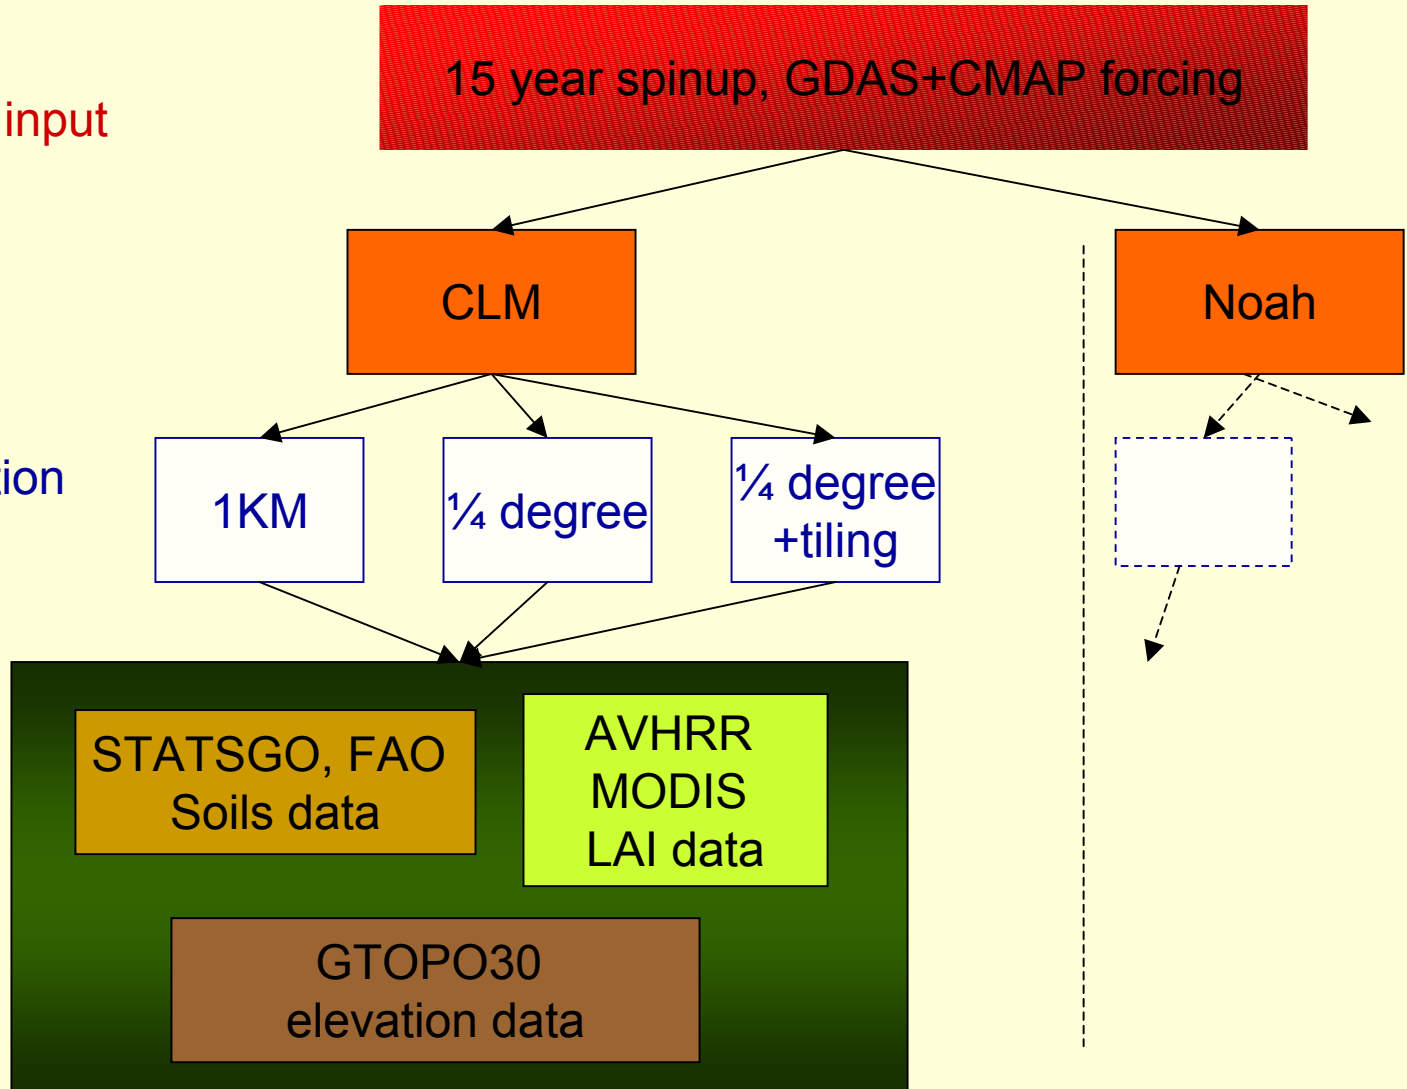 15 year spinup, GDAS+CMAP forcing
input
CLM
Noah
tion
1KM
¼ degree
¼ degree
+tiling
STATSGO, FAO
Soils data
AVHRR
MODIS
LAI data
GTOPO30
elevation data